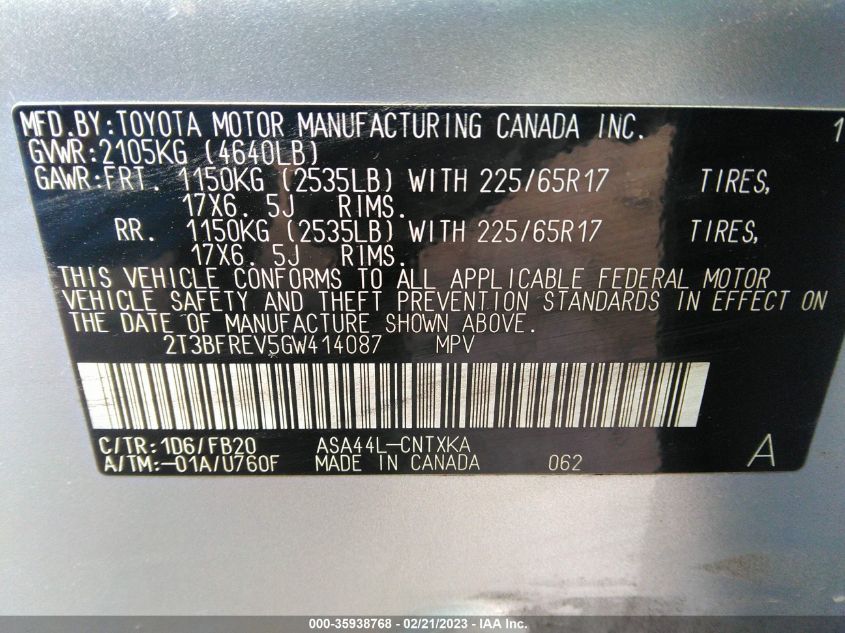 MFD.BY:TOYOTA MOTOR MANUFACTURING CANADA INC. 1
GVWR:2105KG (4640LB)
GAWR:FRT. 1150KG (2535LB) WITH 225/65R17 TIRES,
17X6. 5J RIMS.
RR. 1150KG (2535LB) WITH 225/65R17 TIRES,
17X6. 5J RIMS.
THIS VEHICLE CONFORMS TO ALL APPLICABLE FEDERAL MOTOR
VEHICLE SAFETY AND THEFT PREVENTION STANDARDS IN EFFECT ON
THE DATE OF MANUFACTURE SHOWN ABOVE.
2T3BFREV5GW414087 MPV
C/TR:1D6/FB20 ASA44L-CNTXKA
A/TM:-01A/U760F MADE IN CANADA 062 A
000-35938768 - 02/21/2023 - IAA Inc.